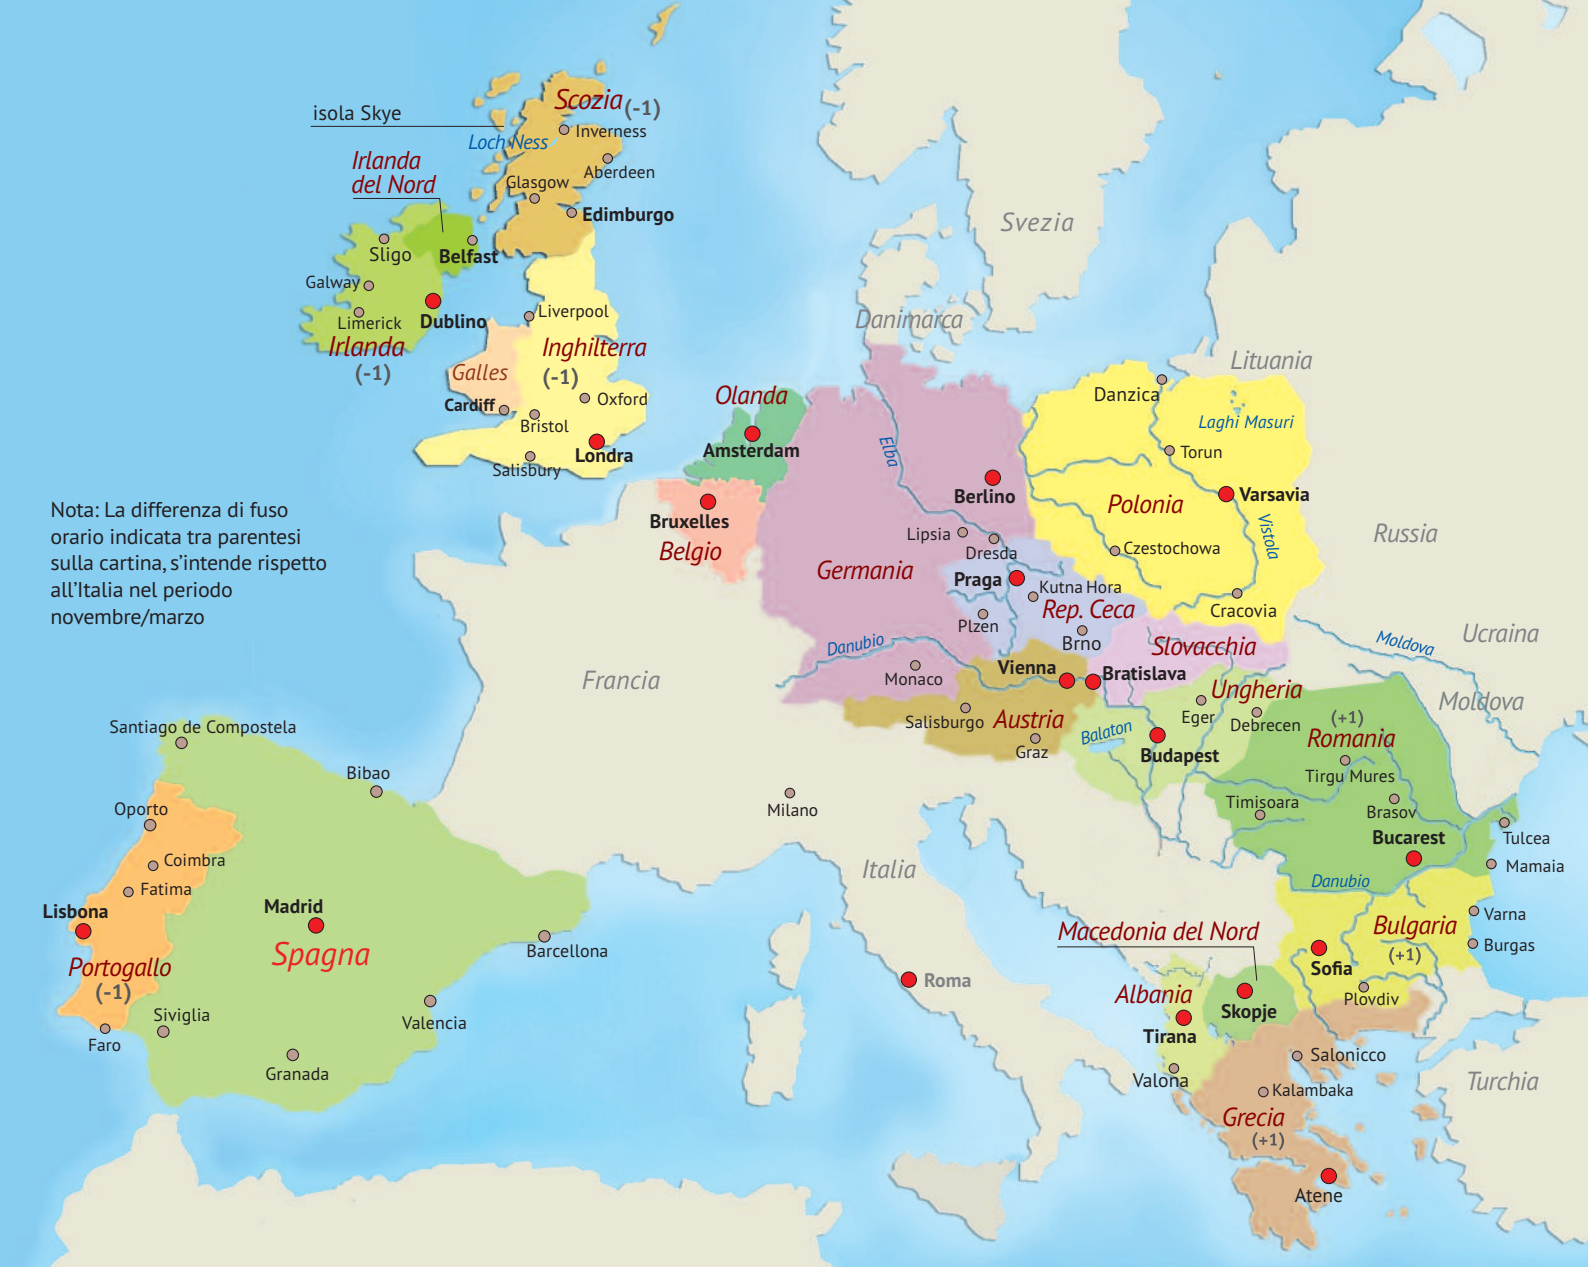 Scozia
(-1)
isola Skye
Inverness
Loch Ness
Irlanda
del Nord
Aberdeen
Glasgow
Edimburgo
Svezia
Sligo
Belfast
Galway
Liverpool
Limerick
Dublino
Danimarca
Irlanda
(-1)
Inghilterra
(-1)
Lituania
Galles
Olanda
Danzica
Cardiff
Oxford
Laghi Masuri
Bristol
Elba
Amsterdam
Torun
Londra
Salisbury
Berlino
Varsavia
Polonia
Nota: La differenza di fuso
orario indicata tra parentesi
sulla cartina, s'intende rispetto
all'Italia nel periodo
novembre/marzo
Bruxelles
Belgio
Lipsia
Dresda
Vistola
Russia
Czestochowa
Germania
Praga
Kutna Hora
Rep. Ceca
Cracovia
Plzen
Brno
Slovacchia
Moldova
Ucraina
Danubio
Francia
Monaco
Vienna
Bratislava
Ungheria
Moldova
Salisburgo
Austria
Eger
Debrecen
(+1)
Romania
Santiago de Compostela
Graz
Balaton
Budapest
Bibao
Tirgu Mures
Oporto
Milano
Timisoara
Brasov
Bucarest
Tulcea
Coimbra
Italia
Mamaia
Fatima
Danubio
Lisbona
Madrid
Varna
Bulgaria
(+1)
Macedonia del Nord
Burgas
Spagna
Barcellona
Sofia
Portogallo
(-1)
Roma
Albania
Skopje
Plovdiv
Siviglia
Valencia
Tirana
Faro
Salonicco
Granada
Valona
Kalambaka
Turchia
Grecia
(+1)
Atene